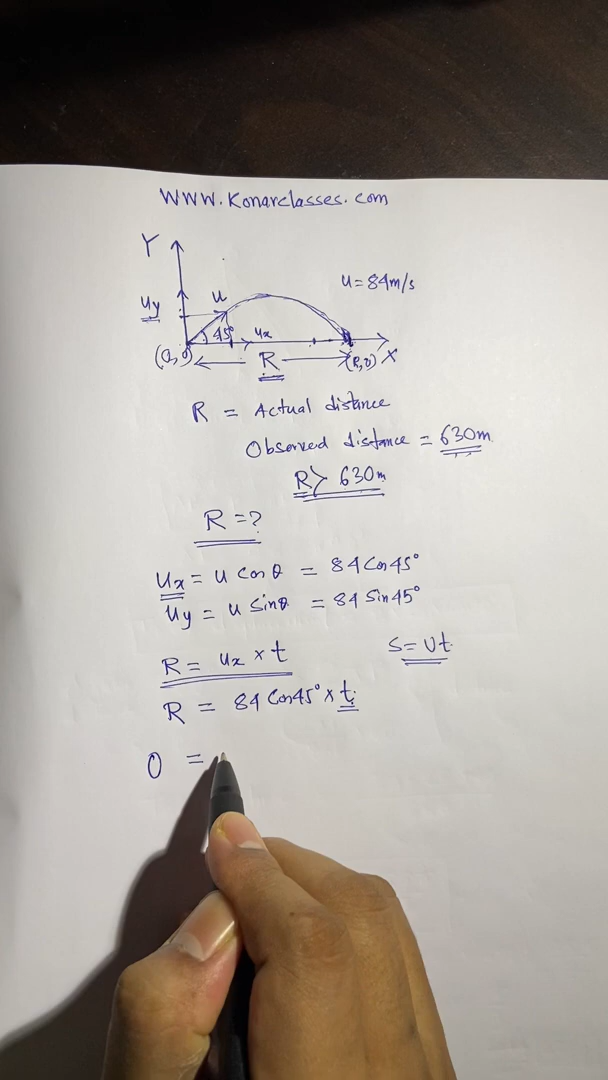 WWW.Konarclasses.com
Y
uy
u
u = 84m/s
45°
ux
(0,0)
R
(R,0)
X
R = Actual distance
Observed distance = 630m
R > 630m
R = ?
Ux = u Cosθ = 84 Cos45°
Uy = u Sinθ = 84 Sin45°
R = ux × t
S = Ut
R = 84 Cos45° × t
0 =